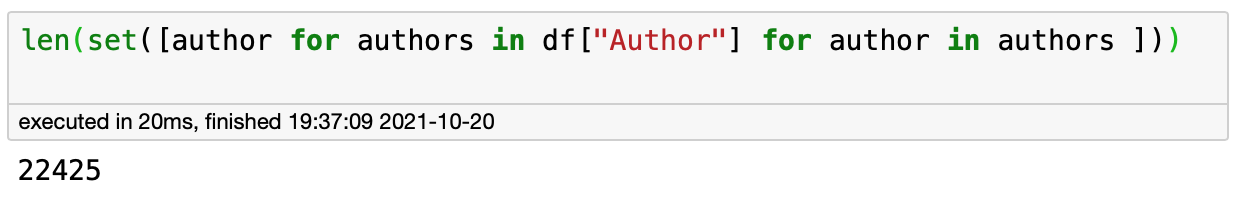 len(set([author for authors in df["Author"] for author in authors ]))
executed in 20ms, finished 19:37:09 2021-10-20
22425